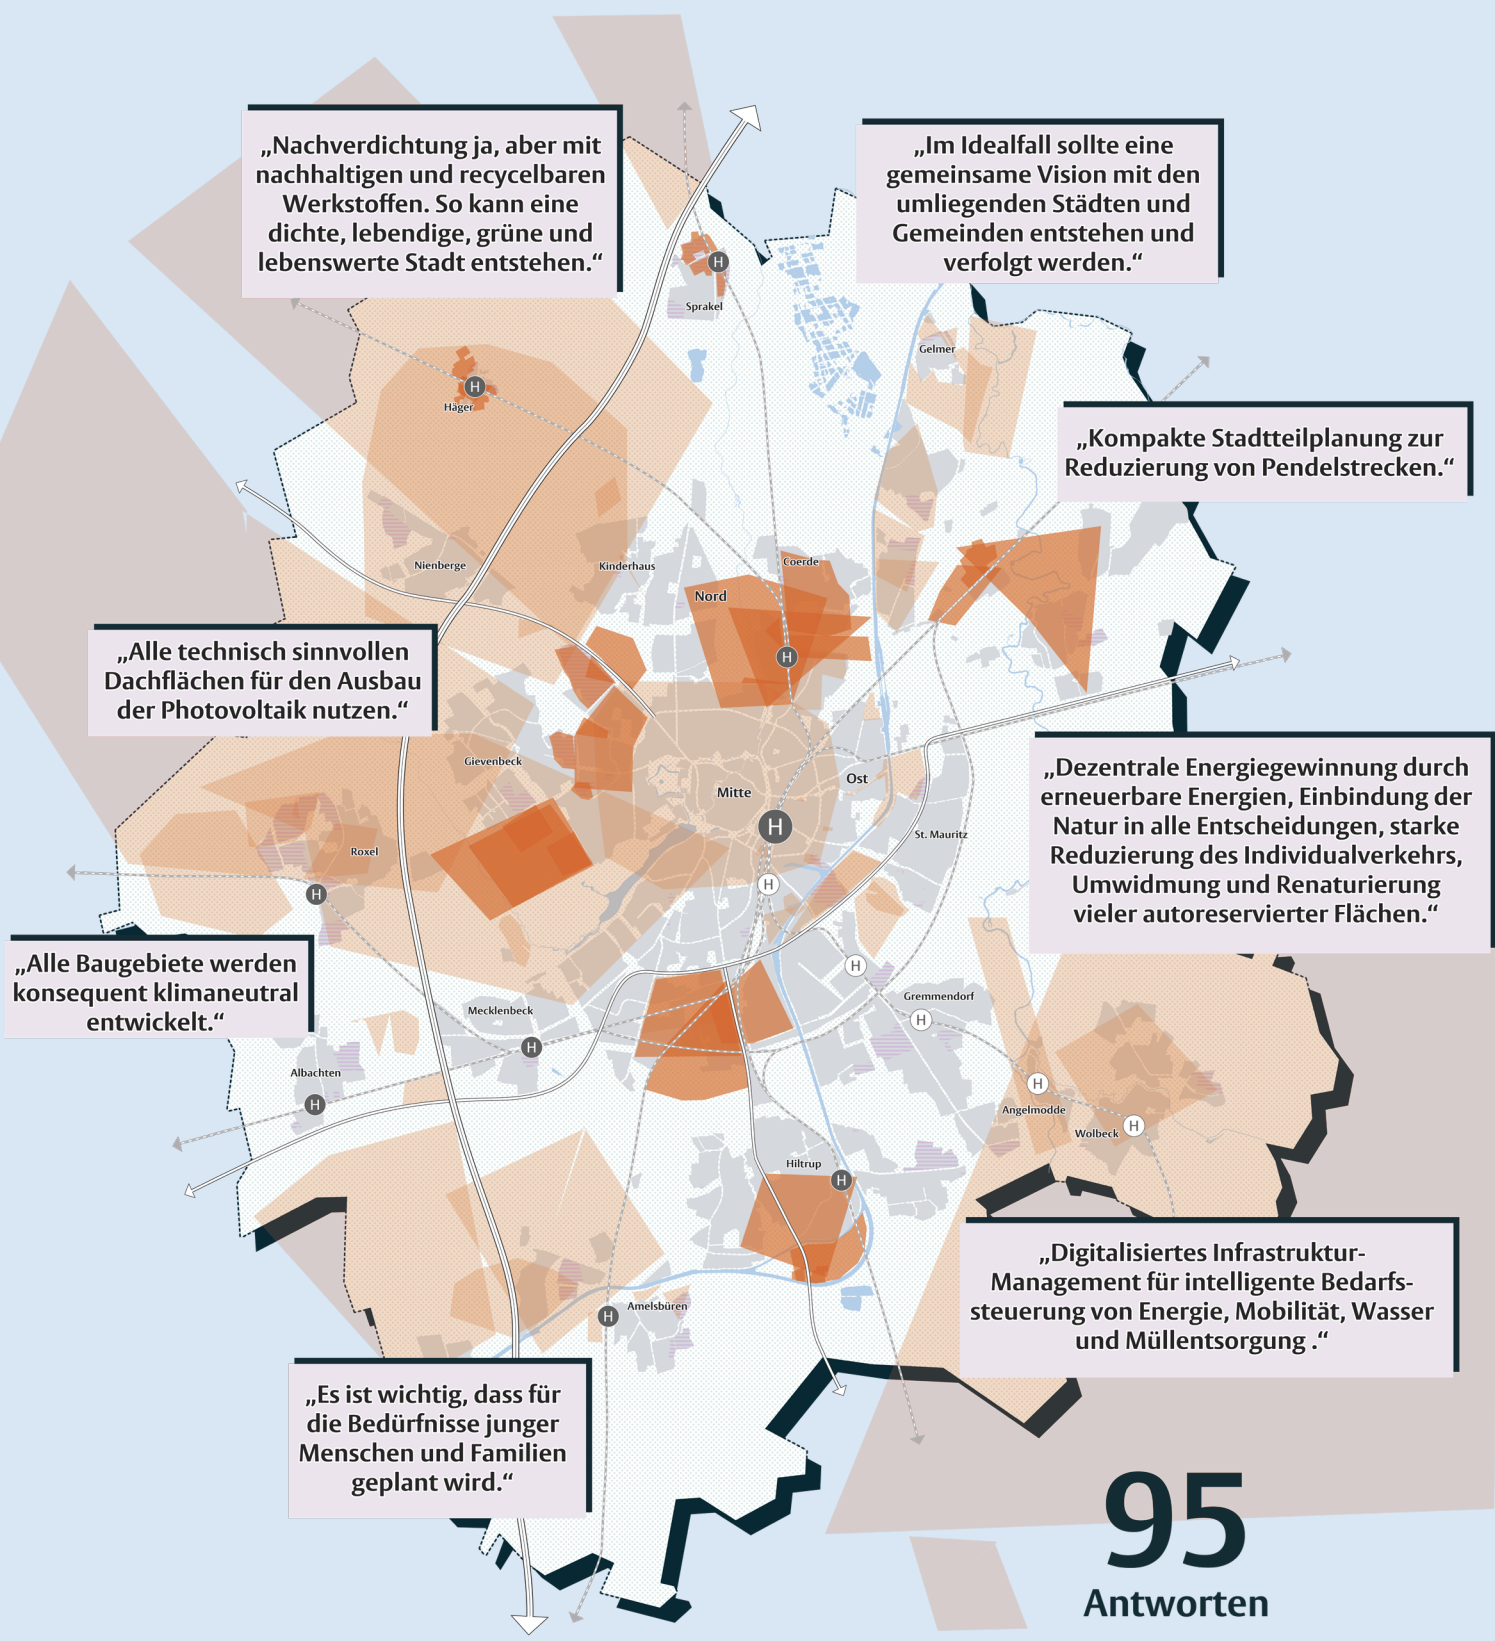 „Nachverdichtung ja, aber mit
nachhaltigen und recycelbaren
Werkstoffen. So kann eine
dichte, lebendige, grüne und
lebenswerte Stadt entstehen.“
„Im Idealfall sollte eine
gemeinsame Vision mit den
umliegenden Städten und
Gemeinden entstehen und
verfolgt werden.“
H
Sprakel
Gelmer
H
Häger
„Kompakte Stadtteilplanung zur
Reduzierung von Pendelstrecken.“
Nienberge
Kinderhaus
Coerde
Nord
H
„Alle technisch sinnvollen
Dachflächen für den Ausbau
der Photovoltaik nutzen.“
Gievenbeck
Mitte
Ost
H
St. Mauritz
Roxel
H
H
„Dezentrale Energiegewinnung durch
erneuerbare Energien, Einbindung der
Natur in alle Entscheidungen, starke
Reduzierung des Individualverkehrs,
Umwidmung und Renaturierung
vieler autoreservierter Flächen.“
„Alle Baugebiete werden
konsequent klimaneutral
entwickelt.“
H
Gremmendorf
H
Mecklenbeck
H
Albachten
H
H
Angelmodde
Wolbeck
H
Hiltrup
H
„Digitalisiertes Infrastruktur-
Management für intelligente Bedarfs-
steuerung von Energie, Mobilität, Wasser
und Müllentsorgung .“
Amelsbüren
H
„Es ist wichtig, dass für
die Bedürfnisse junger
Menschen und Familien
geplant wird.“
95
Antworten